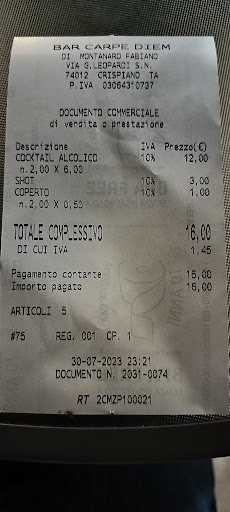 BAR CARPE DIEM
DI MONTANARO FABIANO
VIA G.LEOPARDI S.N.
74012 CRISPIANO TA
P.IVA 03064310737
DOCUMENTO COMMERCIALE
di vendita o prestazione
Descrizione IVA Prezzo(€)
COCKTAIL ALCOLICO 10% 12,00
n.2,00 X 6,00
SHOT 10% 3,00
COPERTO 10% 1,00
n.2,00 X 0,50
TOTALE COMPLESSIVO 16,00
DI CUI IVA 1,45
Pagamento contante 16,00
Importo pagato 16,00
ARTICOLI 5
#75 REG. 001 CP. 1
30-07-2023 23:21
DOCUMENTO N. 2031-0074
RT 2CMZP100021